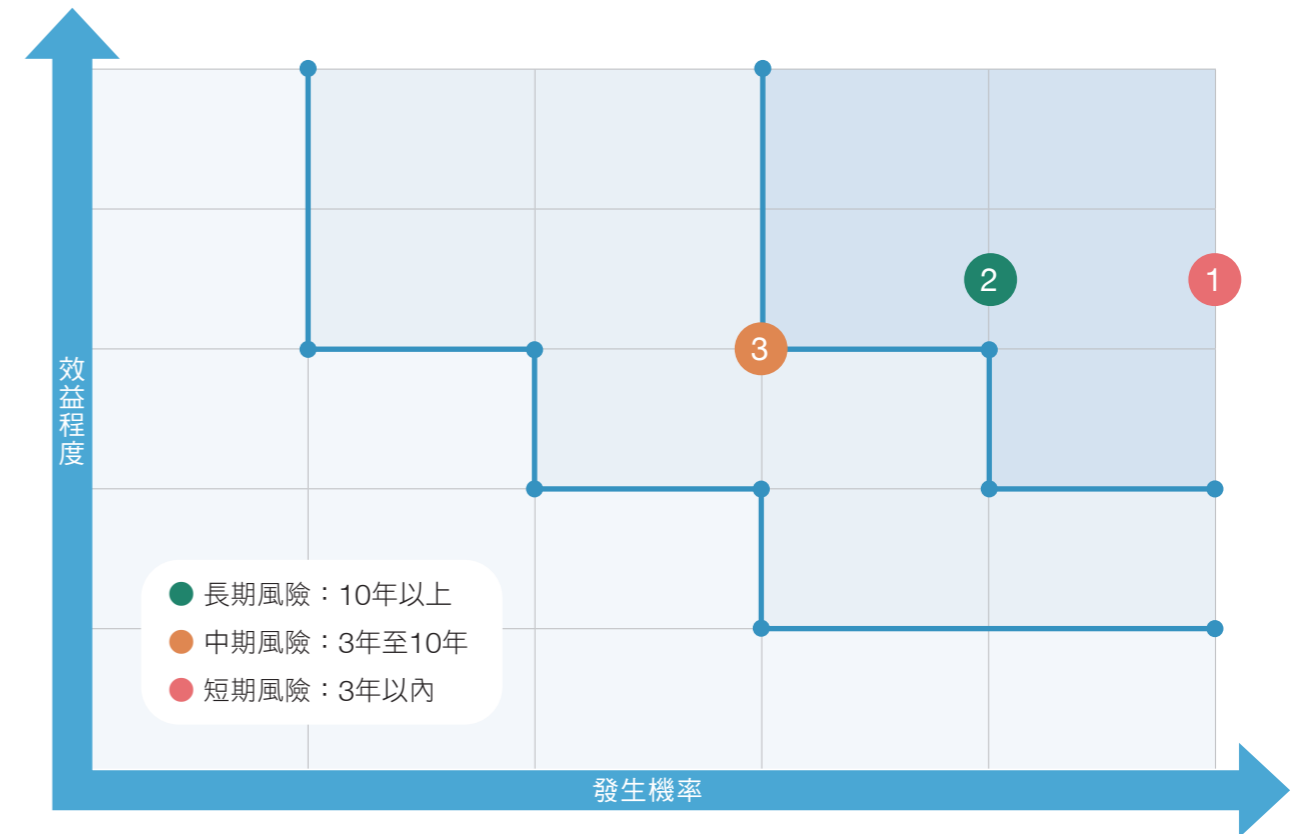 2
1
3
效益程度
長期風險：10年以上
中期風險：3年至10年
短期風險：3年以內
發生機率